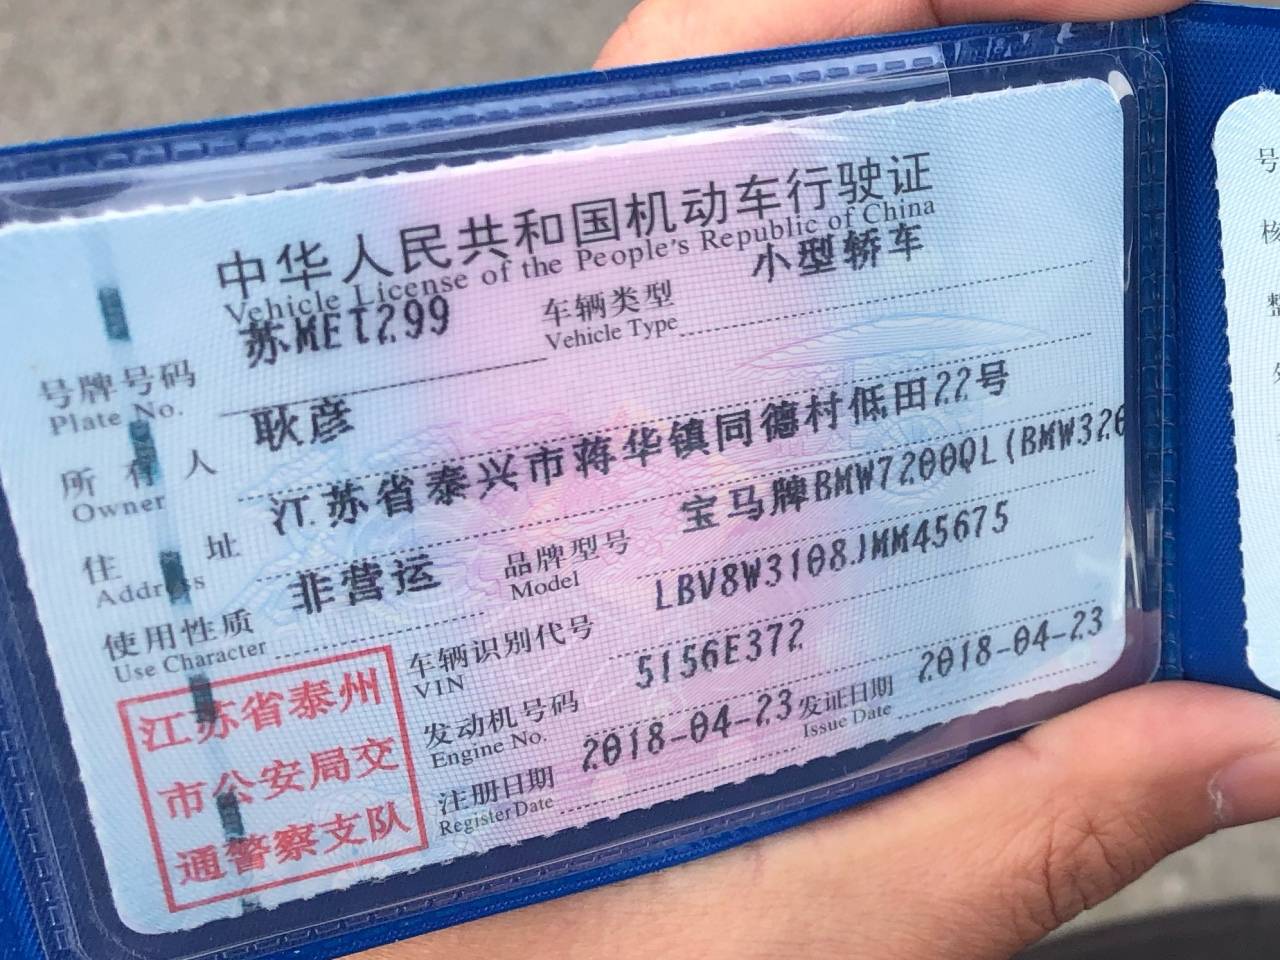 中华人民共和国机动车行驶证
Vehicle License of the People's Republic of China
号牌号码 苏MET299 车辆类型 小型轿车
Plate No. Vehicle Type
所有人 耿彦
Owner
住址 江苏省泰兴市蒋华镇同德村低田22号
Address
使用性质 非营运 品牌型号 宝马牌BMW7200QL(BMW320
Use Character Model
车辆识别代号 LBV8W3108JMM45675
VIN
发动机号码 5156E372
Engine No.
注册日期 2018-04-23 发证日期 2018-04-23
Register Date Issue Date
江苏省泰州
市公安局交
通警察支队
号
核
整